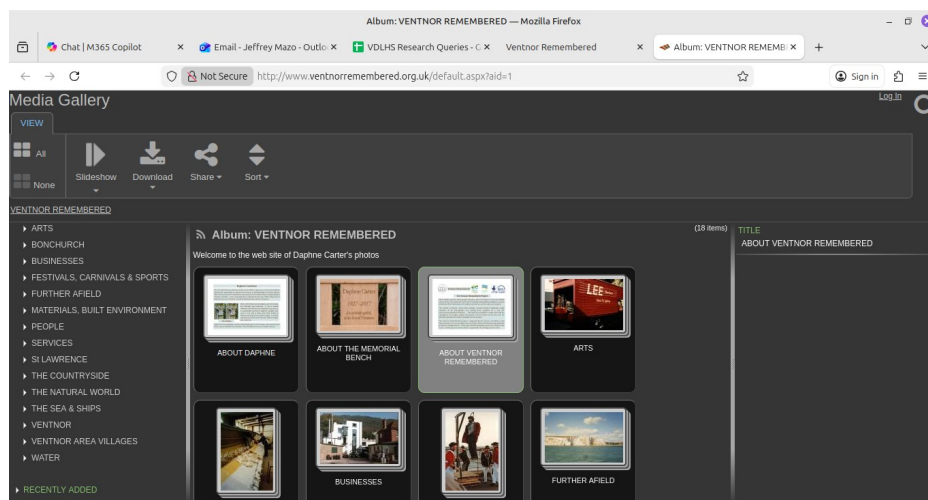 Album: VENTNOR REMEMBERED — Mozilla Firefox
Chat | M365 Copilot
Email - Jeffrey Mazo - Outlo
VDLHS Research Queries - G
Ventnor Remembered
Album: VENTNOR REMEMB
Not Secure http://www.ventnorremembered.org.uk/default.aspx?aid=1
Sign in
Media Gallery
Log In
VIEW
All
None
Slideshow
Download
Share
Sort
VENTNOR REMEMBERED
ARTS
BONCHURCH
BUSINESSES
FESTIVALS, CARNIVALS & SPORTS
FURTHER AFIELD
MATERIALS, BUILT ENVIRONMENT
PEOPLE
SERVICES
St LAWRENCE
THE COUNTRYSIDE
THE NATURAL WORLD
THE SEA & SHIPS
VENTNOR
VENTNOR AREA VILLAGES
WATER
RECENTLY ADDED
Album: VENTNOR REMEMBERED
(18 items)
Welcome to the web site of Daphne Carter's photos
ABOUT DAPHNE
Daphne Carter
ABOUT THE MEMORIAL
BENCH
ABOUT VENTNOR
REMEMBERED
LEE
ARTS
BUSINESSES
FURTHER AFIELD
TITLE
ABOUT VENTNOR REMEMBERED